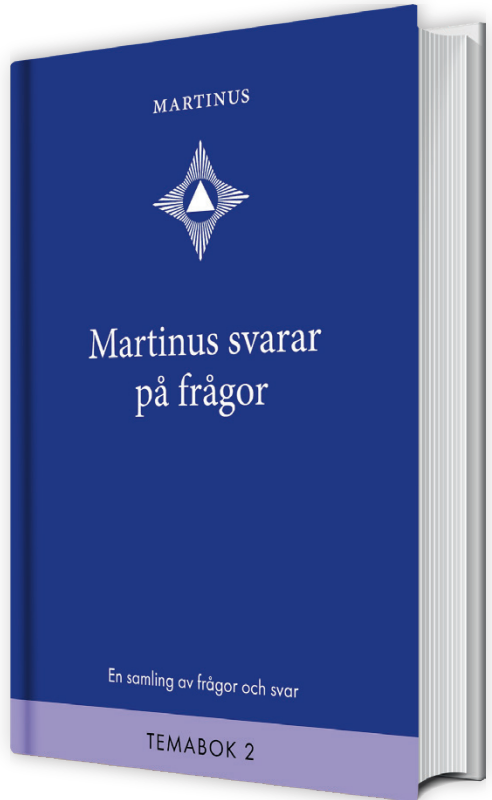 MARTINUS
Martinus svarar
på frågor
En samling av frågor och svar
TEMABOK 2